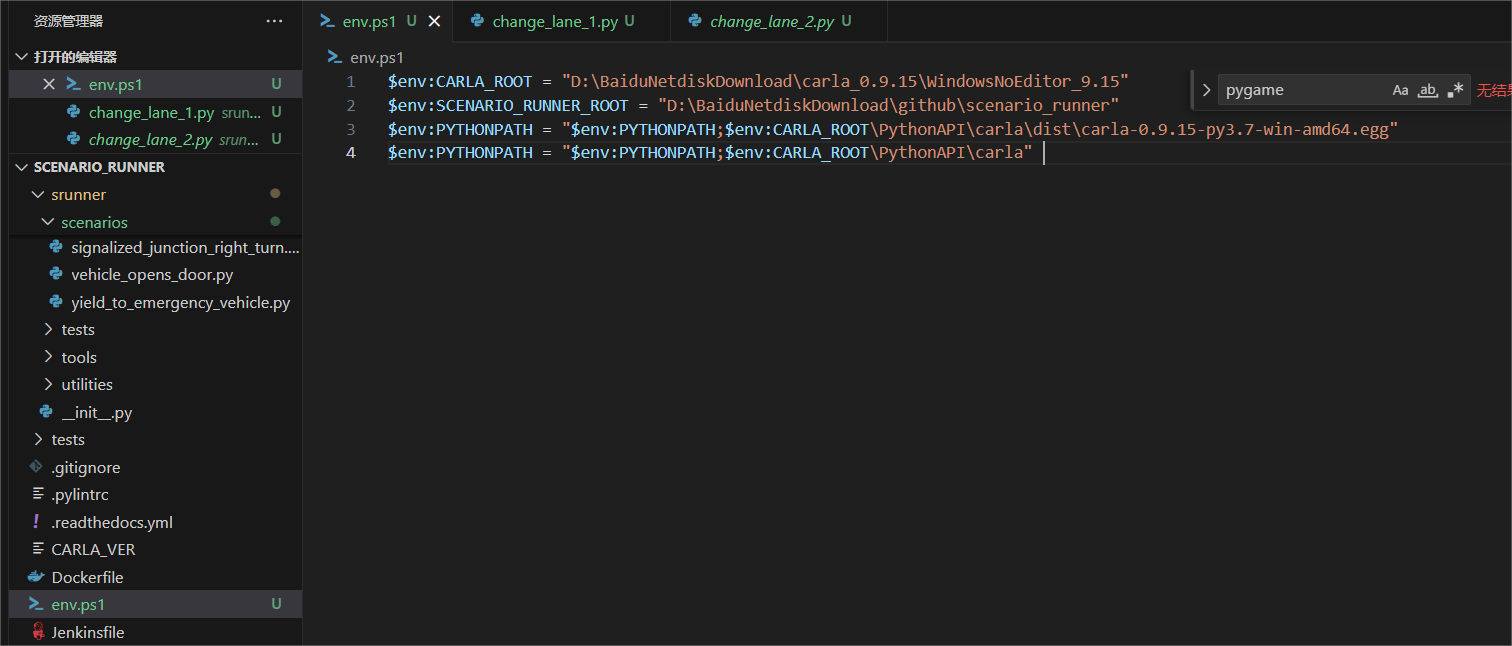 资源管理器
打开的编辑器
env.ps1 U
change_lane_1.py srun... U
change_lane_2.py srun... U
SCENARIO_RUNNER
srunner
scenarios
signalized_junction_right_turn....
vehicle_opens_door.py
yield_to_emergency_vehicle.py
tests
tools
utilities
__init__.py
tests
.gitignore
.pylintrc
.readthedocs.yml
CARLA_VER
Dockerfile
env.ps1 U
Jenkinsfile
env.ps1 U
change_lane_1.py U
change_lane_2.py U
env.ps1
1 $env:CARLA_ROOT = "D:\BaiduNetdiskDownload\carla_0.9.15\WindowsNoEditor_9.15"
2 $env:SCENARIO_RUNNER_ROOT = "D:\BaiduNetdiskDownload\github\scenario_runner"
3 $env:PYTHONPATH = "$env:PYTHONPATH;$env:CARLA_ROOT\PythonAPI\carla\dist\carla-0.9.15-py3.7-win-amd64.egg"
4 $env:PYTHONPATH = "$env:PYTHONPATH;$env:CARLA_ROOT\PythonAPI\carla"
pygame Aa ab .* 无结果